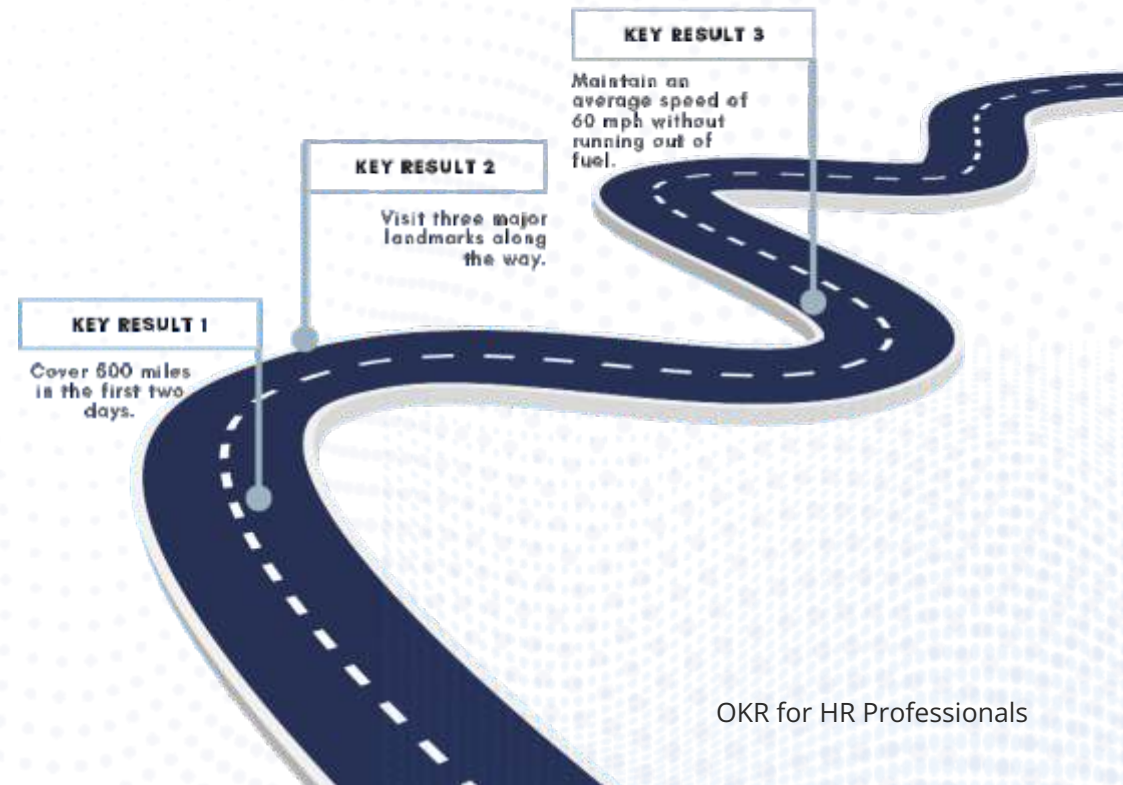 KEY RESULT 3
Maintain an
average speed of
60 mph without
running out of
fuel.
KEY RESULT 2
Visit three major
landmarks along
the way.
KEY RESULT 1
Cover miles
in the first two
days.
OKR for HR Professionals